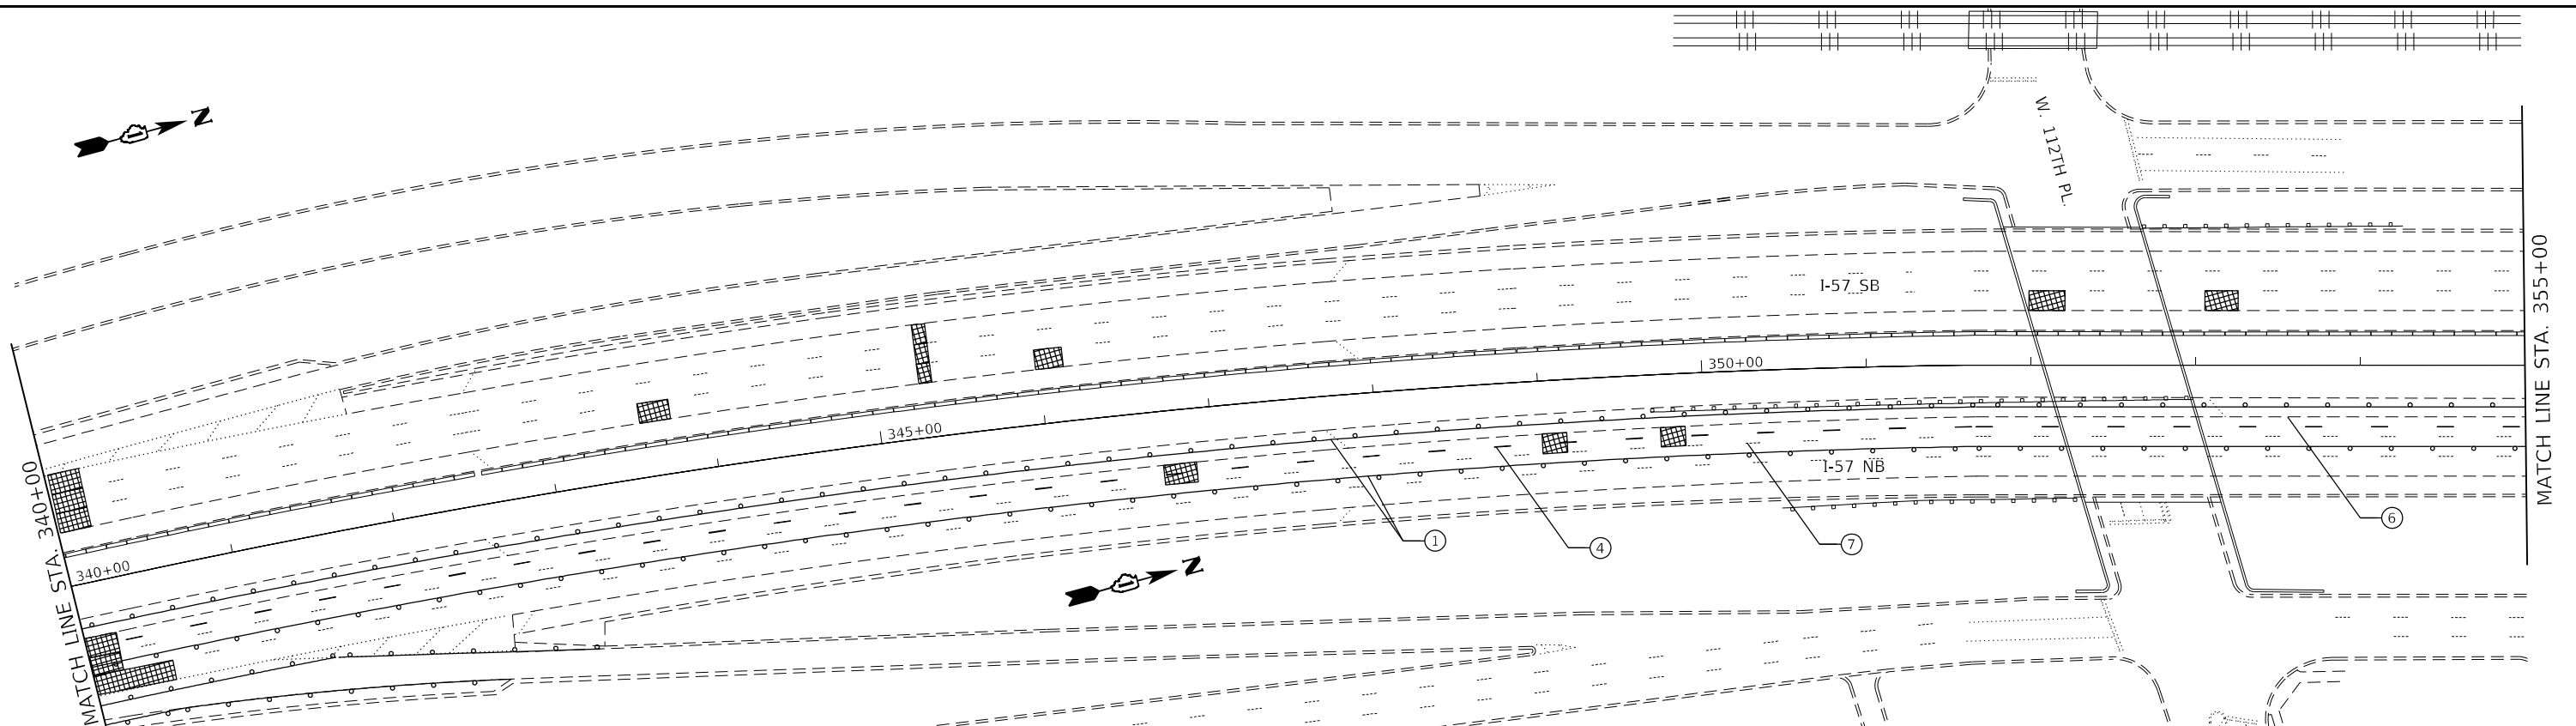 N
W. 112TH PL.
I-57 SB
350+00
345+00
340+00
I-57 NB
MATCH LINE STA. 340+00
MATCH LINE STA. 355+00
1
4
7
6
N